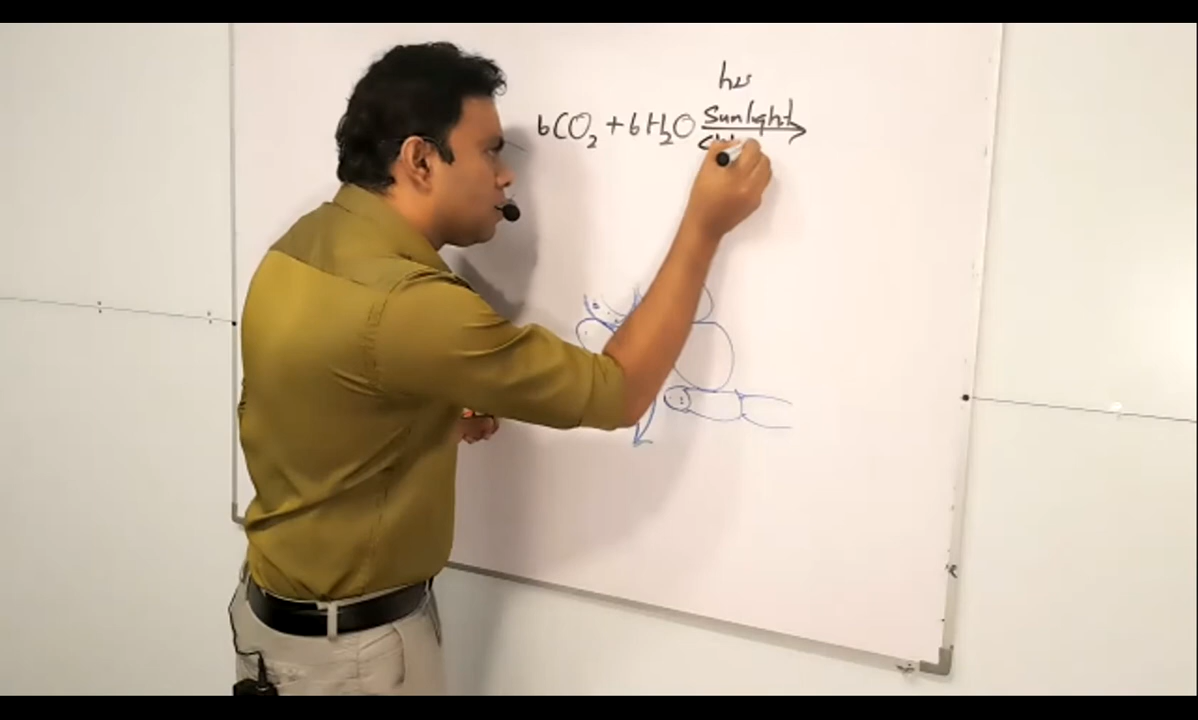 hν
6CO₂ + 6H₂O Sunlight →